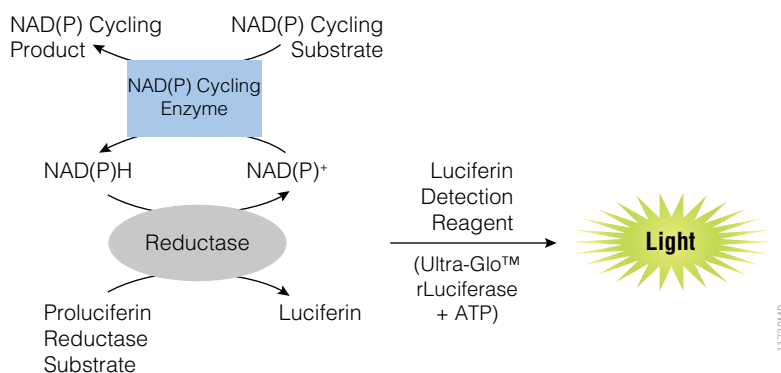 NAD(P) Cycling
Product
NAD(P) Cycling
Substrate
NAD(P) Cycling
Enzyme
NAD(P)H
NAD(P)⁺
Reductase
Proluciferin
Reductase
Substrate
Luciferin
Luciferin
Detection
Reagent
(Ultra-Glo™
rLuciferase
+ ATP)
Light